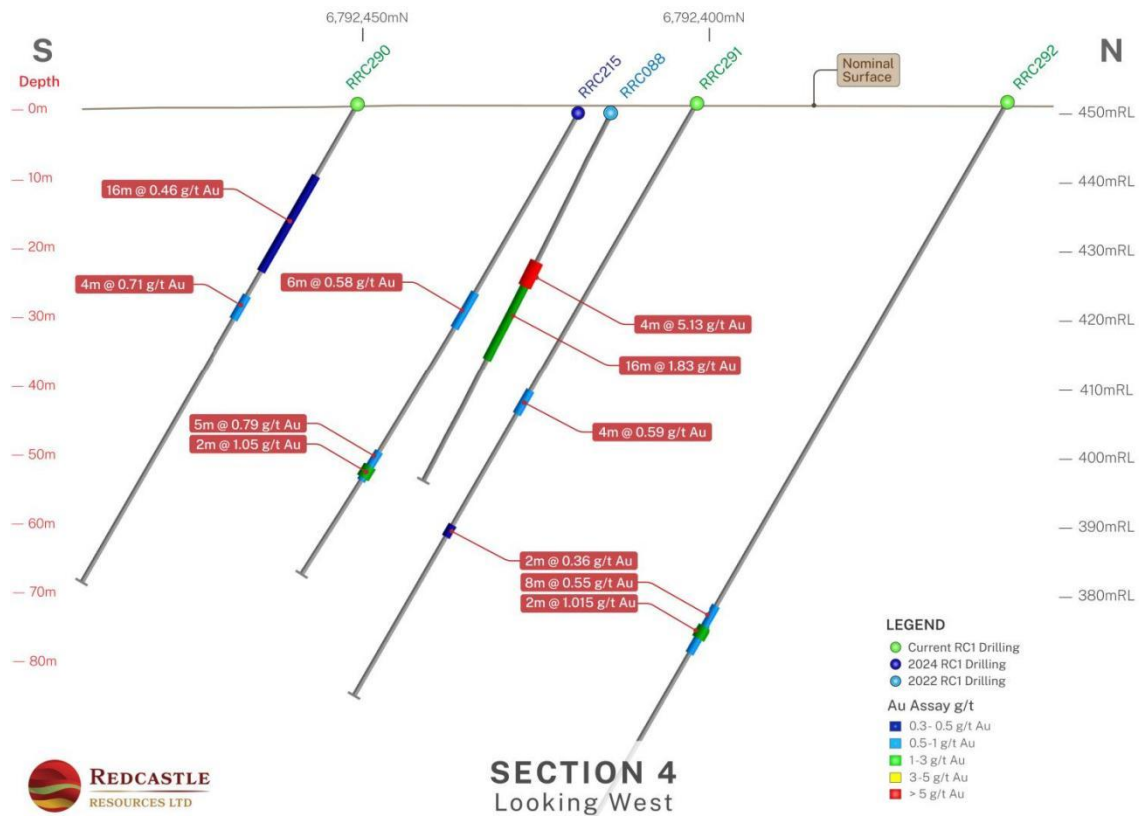 6,792,450mN
6,792,400mN
S
N
Depth
RRC290
RRC215
RRC088
RRC291
RRC292
Nominal
Surface
— 0m
— 10m
— 20m
— 30m
— 40m
— 50m
— 60m
— 70m
— 80m
— 450mRL
— 440mRL
— 430mRL
— 420mRL
— 410mRL
— 400mRL
— 390mRL
— 380mRL
16m @ 0.46 g/t Au
4m @ 0.71 g/t Au
6m @ 0.58 g/t Au
4m @ 5.13 g/t Au
16m @ 1.83 g/t Au
4m @ 0.59 g/t Au
5m @ 0.79 g/t Au
2m @ 1.05 g/t Au
2m @ 0.36 g/t Au
8m @ 0.55 g/t Au
2m @ 1.015 g/t Au
LEGEND
Current RC1 Drilling
2024 RC1 Drilling
2022 RC1 Drilling
Au Assay g/t
0.3- 0.5 g/t Au
0.5-1 g/t Au
1-3 g/t Au
3-5 g/t Au
> 5 g/t Au
REDCASTLE
RESOURCES LTD
SECTION 4
Looking West